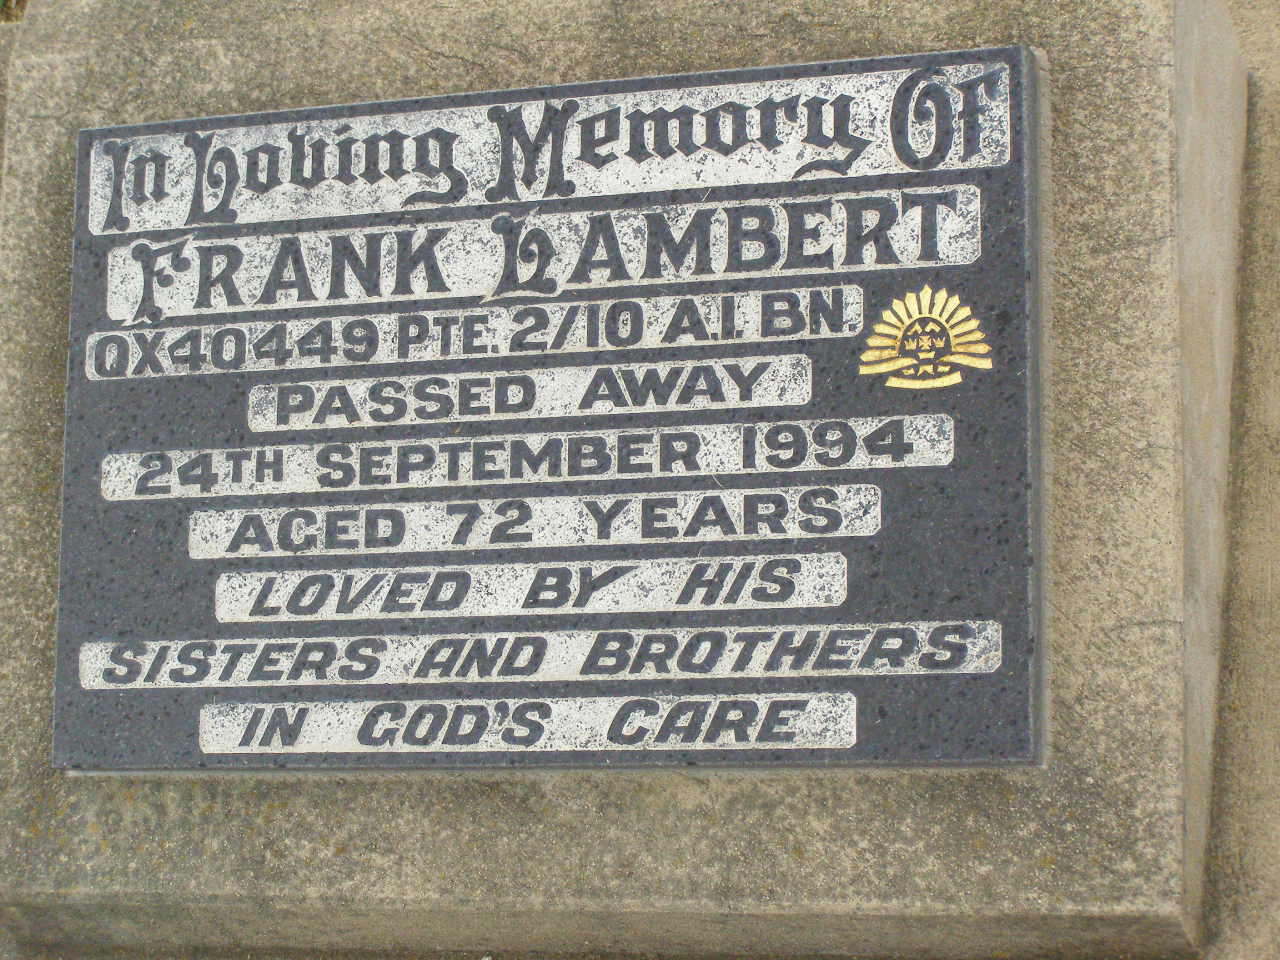 In Loving Memory Of
FRANK LAMBERT
QX40449 PTE. 2/10 A.I. BN.
PASSED AWAY
24TH SEPTEMBER 1994
AGED 72 YEARS
LOVED BY HIS
SISTERS AND BROTHERS
IN GOD'S CARE